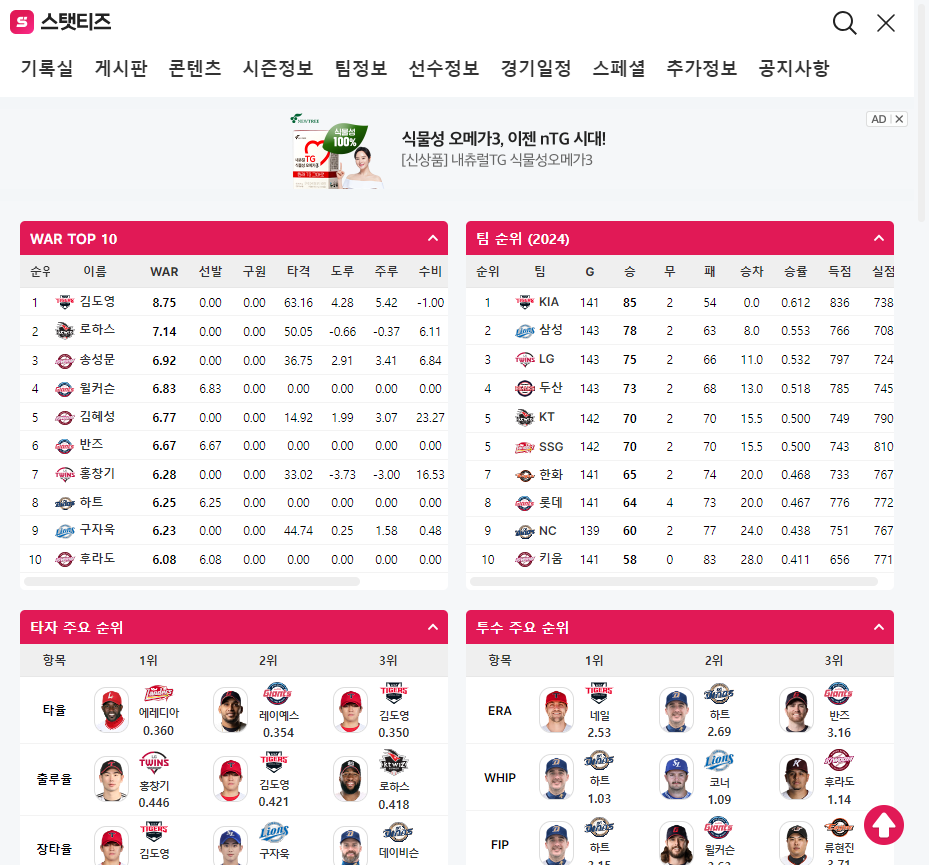 스탯티즈
기록실 게시판 콘텐츠 시즌정보 팀정보 선수정보 경기일정 스페셜 추가정보 공지사항
식물성 100%
식물성 오메가3, 이젠 nTG 시대!
[신상품] 내츄럴TG 식물성오메가3
AD
WAR TOP 10
순위 이름 WAR 선발 구원 타격 도루 주루 수비
1 김도영 8.75 0.00 0.00 63.16 4.28 5.42 -1.00
2 로하스 7.14 0.00 0.00 50.05 -0.66 -0.37 6.11
3 송성문 6.92 0.00 0.00 36.75 2.91 3.41 6.84
4 윌커슨 6.83 6.83 0.00 0.00 0.00 0.00 0.00
5 김혜성 6.77 0.00 0.00 14.92 1.99 3.07 23.27
6 반즈 6.67 6.67 0.00 0.00 0.00 0.00 0.00
7 홍창기 6.28 0.00 0.00 33.02 -3.73 -3.00 16.53
8 하트 6.25 6.25 0.00 0.00 0.00 0.00 0.00
9 구자욱 6.23 0.00 0.00 44.74 0.25 1.58 0.48
10 후라도 6.08 6.08 0.00 0.00 0.00 0.00 0.00
팀 순위 (2024)
순위 팀 G 승 무 패 승차 승률 득점 실점
1 KIA 141 85 2 54 0.0 0.612 836 738
2 삼성 143 78 2 63 8.0 0.553 766 708
3 LG 143 75 2 66 11.0 0.532 797 724
4 두산 143 73 2 68 13.0 0.518 785 745
5 KT 142 70 2 70 15.5 0.500 749 790
5 SSG 142 70 2 70 15.5 0.500 743 810
7 한화 141 65 2 74 20.0 0.468 733 767
8 롯데 141 64 4 73 20.0 0.467 776 772
9 NC 139 60 2 77 24.0 0.438 751 767
10 키움 141 58 0 83 28.0 0.411 656 771
타자 주요 순위
항목 1위 2위 3위
Giants TIGERS
타율 에레디아 레이예스 김도영
0.360 0.354 0.350
TWINS TIGERS
출루율 홍창기 김도영 로하스
0.446 0.421 0.418
TIGERS Lions
장타율 김도영 구자욱 데이비슨
투수 주요 순위
항목 1위 2위 3위
TIGERS Giants
ERA 네일 하트 반즈
2.53 2.69 3.16
Lions
WHIP 하트 코너 후라도
1.03 1.09 1.14
Giants
FIP 하트 윌커슨 류현진